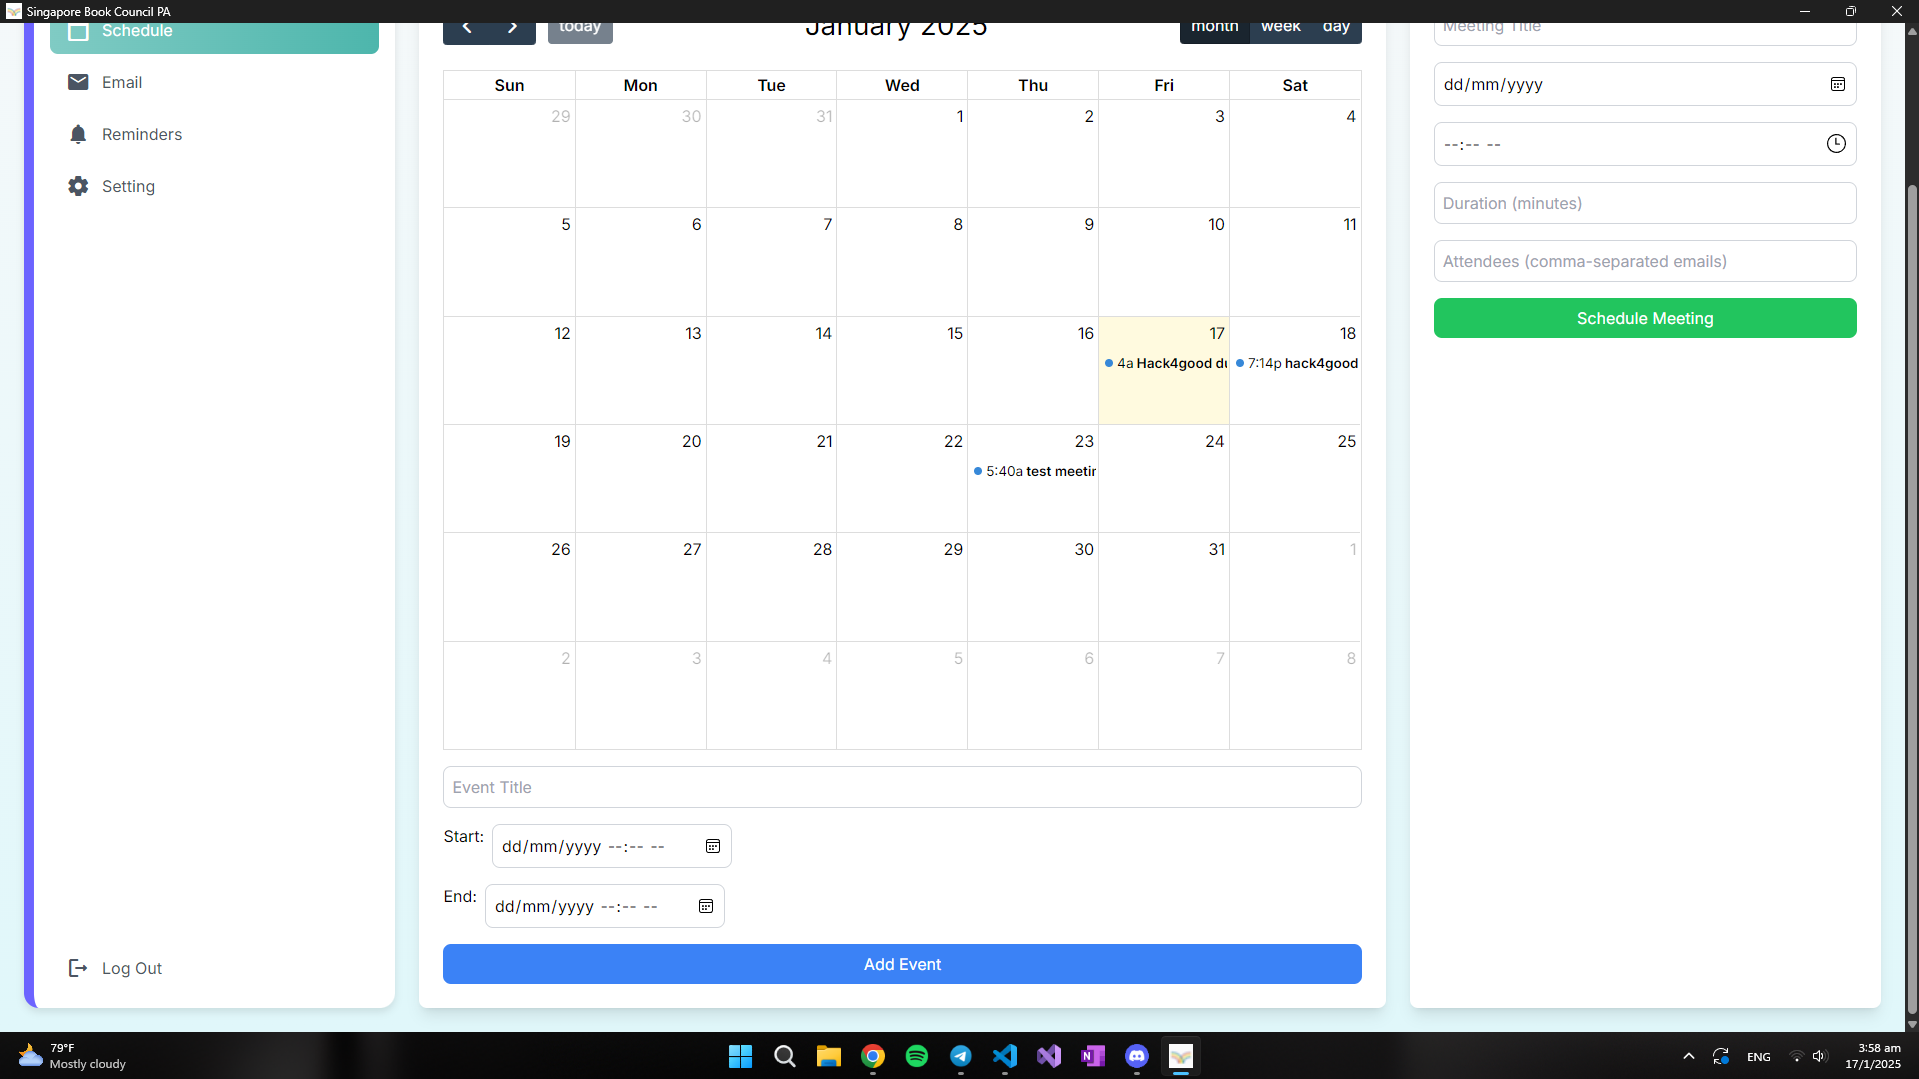 Singapore Book Council PA
Schedule
Email
Reminders
Setting
Log Out
today
January 2025
month week day
Sun Mon Tue Wed Thu Fri Sat
29 30 31 1 2 3 4
5 6 7 8 9 10 11
12 13 14 15 16 17 18
4a Hack4good du
7:14p hack4good
19 20 21 22 23 24 25
5:40a test meetin
26 27 28 29 30 31 1
2 3 4 5 6 7 8
Event Title
Start: dd/mm/yyyy --:-- --
End: dd/mm/yyyy --:-- --
Add Event
Meeting Title
dd/mm/yyyy
--:-- --
Duration (minutes)
Attendees (comma-separated emails)
Schedule Meeting
79°F
Mostly cloudy
ENG
3:58 am
17/1/2025